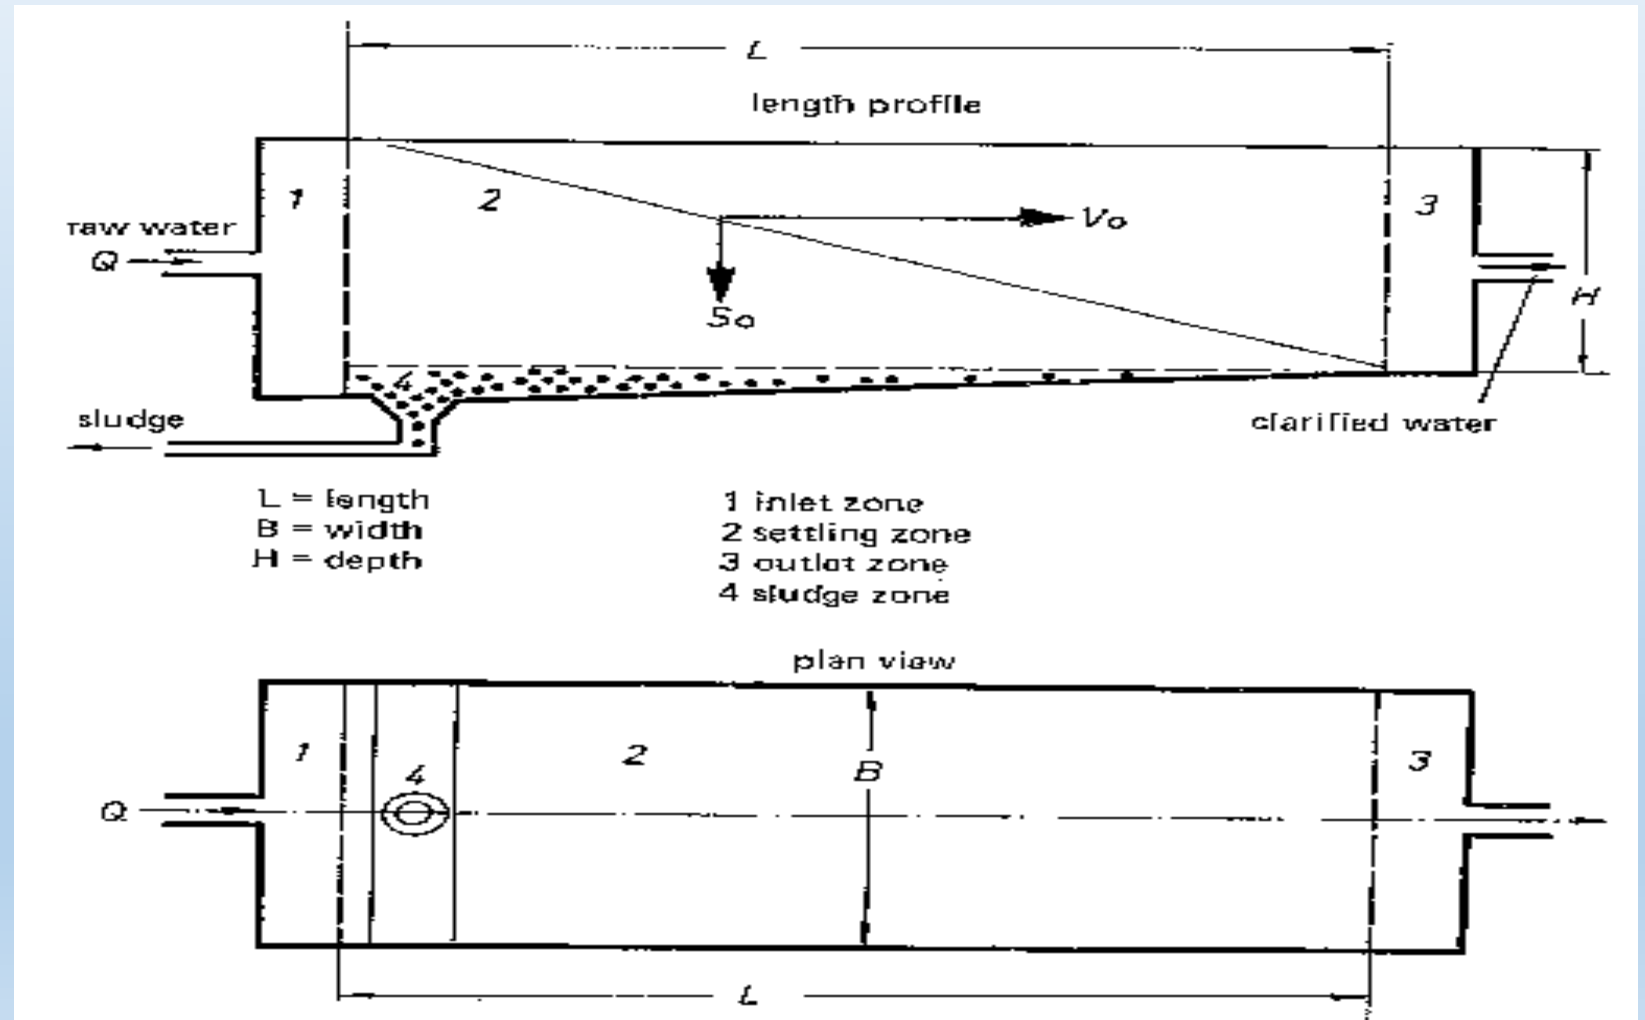 L
length profile
1
2
3
Vo
raw water
Q
So
H
4
sludge
clarified water
L = length
B = width
H = depth
1 inlet zone
2 settling zone
3 outlet zone
4 sludge zone
plan view
1
2
3
4
B
Q
L